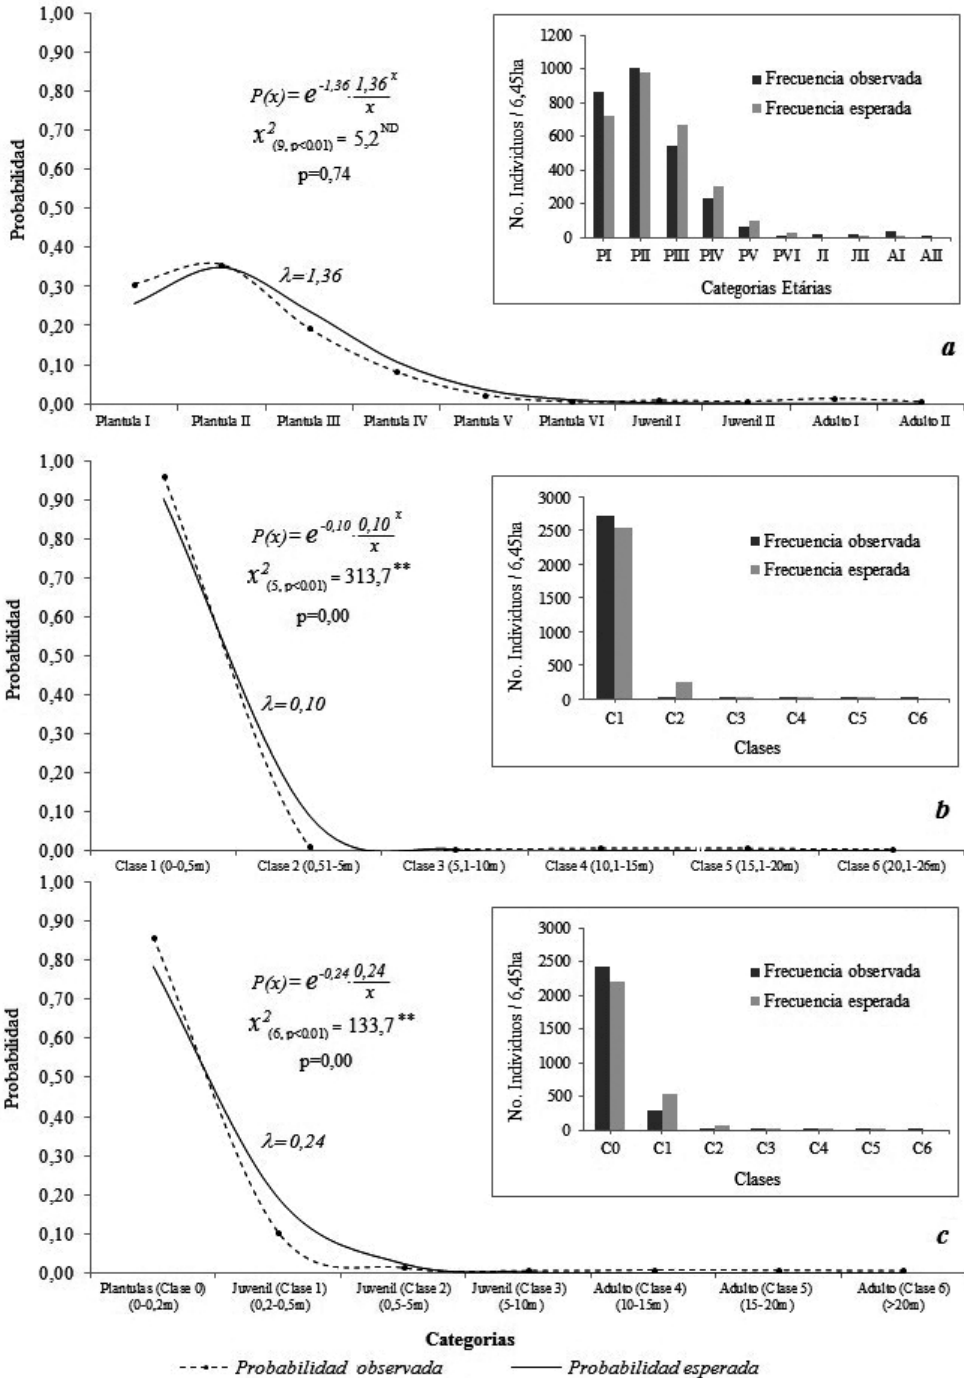 1,00
0,90
0,80
0,70
0,60
0,50
0,40
0,30
0,20
0,10
0,00
Probabilidad
P(x) = e^-1,36 . 1,36^x / x
x²(9, p<0.01) = 5,2^ND
p=0,74
λ=1,36
1200
1000
800
600
400
200
0
No. Individuos / 6,45ha
Frecuencia observada
Frecuencia esperada
PI PII PIII PIV PV PVI JI JII AI AII
Categorias Etárias
a
Plantula I Plantula II Plantula III Plantula IV Plantula V Plantula VI Juvenil I Juvenil II Adulto I Adulto II
1,00
0,90
0,80
0,70
0,60
0,50
0,40
0,30
0,20
0,10
0,00
Probabilidad
P(x) = e^-0,10 . 0,10^x / x
x²(5, p<0.01) = 313,7**
p=0,00
λ=0,10
3000
2500
2000
1500
1000
500
0
No. Individuos / 6,45ha
Frecuencia observada
Frecuencia esperada
C1 C2 C3 C4 C5 C6
Clases
b
Clase 1 (0-0,5m) Clase 2 (0,51-5m) Clase 3 (5,1-10m) Clase 4 (10,1-15m) Clase 5 (15,1-20m) Clase 6 (20,1-26m)
1,00
0,90
0,80
0,70
0,60
0,50
0,40
0,30
0,20
0,10
0,00
Probabilidad
P(x) = e^-0,24 . 0,24 / x
x²(6, p<0.01) = 133,7**
p=0,00
λ=0,24
3000
2500
2000
1500
1000
500
0
No. Individuos / 6,45ha
Frecuencia observada
Frecuencia esperada
C0 C1 C2 C3 C4 C5 C6
Clases
c
Plantulas (Clase 0) Juvenil (Clase 1) Juvenil (Clase 2) Juvenil (Clase 3) Adulto (Clase 4) Adulto (Clase 5) Adulto (Clase 6)
(0-0,2m) (0,2-0,5m) (0,5-5m) (5-10m) (10-15m) (15-20m) (>20m)
Categorias
Probabilidad observada Probabilidad esperada